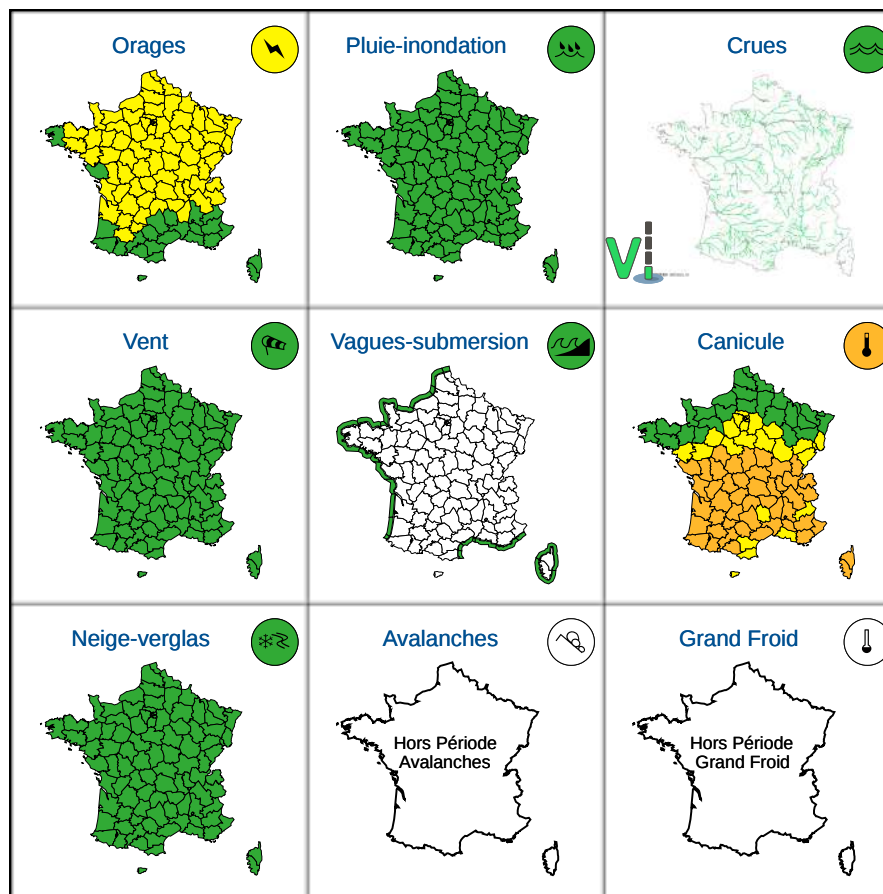 Orages
Pluie-inondation
Crues
Vent
Vagues-submersion
Canicule
Neige-verglas
Avalanches
Grand Froid
Hors Période
Avalanches
Hors Période
Grand Froid